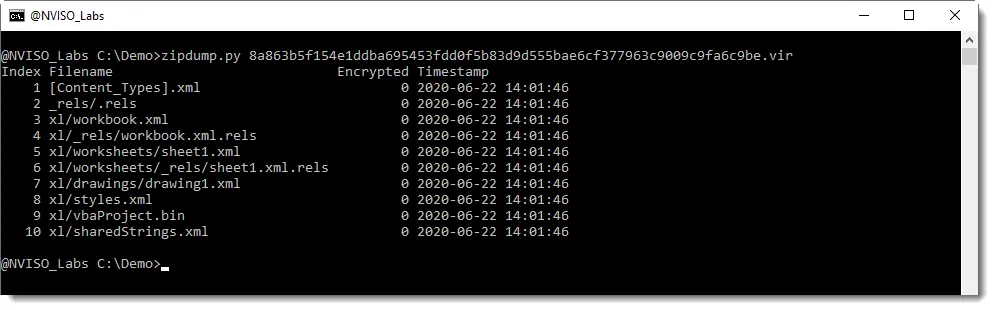 @NVISO_Labs
@NVISO_Labs C:\Demo>zipdump.py 8a863b5f154e1ddba695453fdd0f5b83d9d555bae6cf377963c9009c9fa6c9be.vir
Index Filename                          Encrypted Timestamp
    1 [Content_Types].xml                       0 2020-06-22 14:01:46
    2 _rels/.rels                               0 2020-06-22 14:01:46
    3 xl/workbook.xml                           0 2020-06-22 14:01:46
    4 xl/_rels/workbook.xml.rels                0 2020-06-22 14:01:46
    5 xl/worksheets/sheet1.xml                  0 2020-06-22 14:01:46
    6 xl/worksheets/_rels/sheet1.xml.rels       0 2020-06-22 14:01:46
    7 xl/drawings/drawing1.xml                  0 2020-06-22 14:01:46
    8 xl/styles.xml                             0 2020-06-22 14:01:46
    9 xl/vbaProject.bin                         0 2020-06-22 14:01:46
   10 xl/sharedStrings.xml                      0 2020-06-22 14:01:46
@NVISO_Labs C:\Demo>